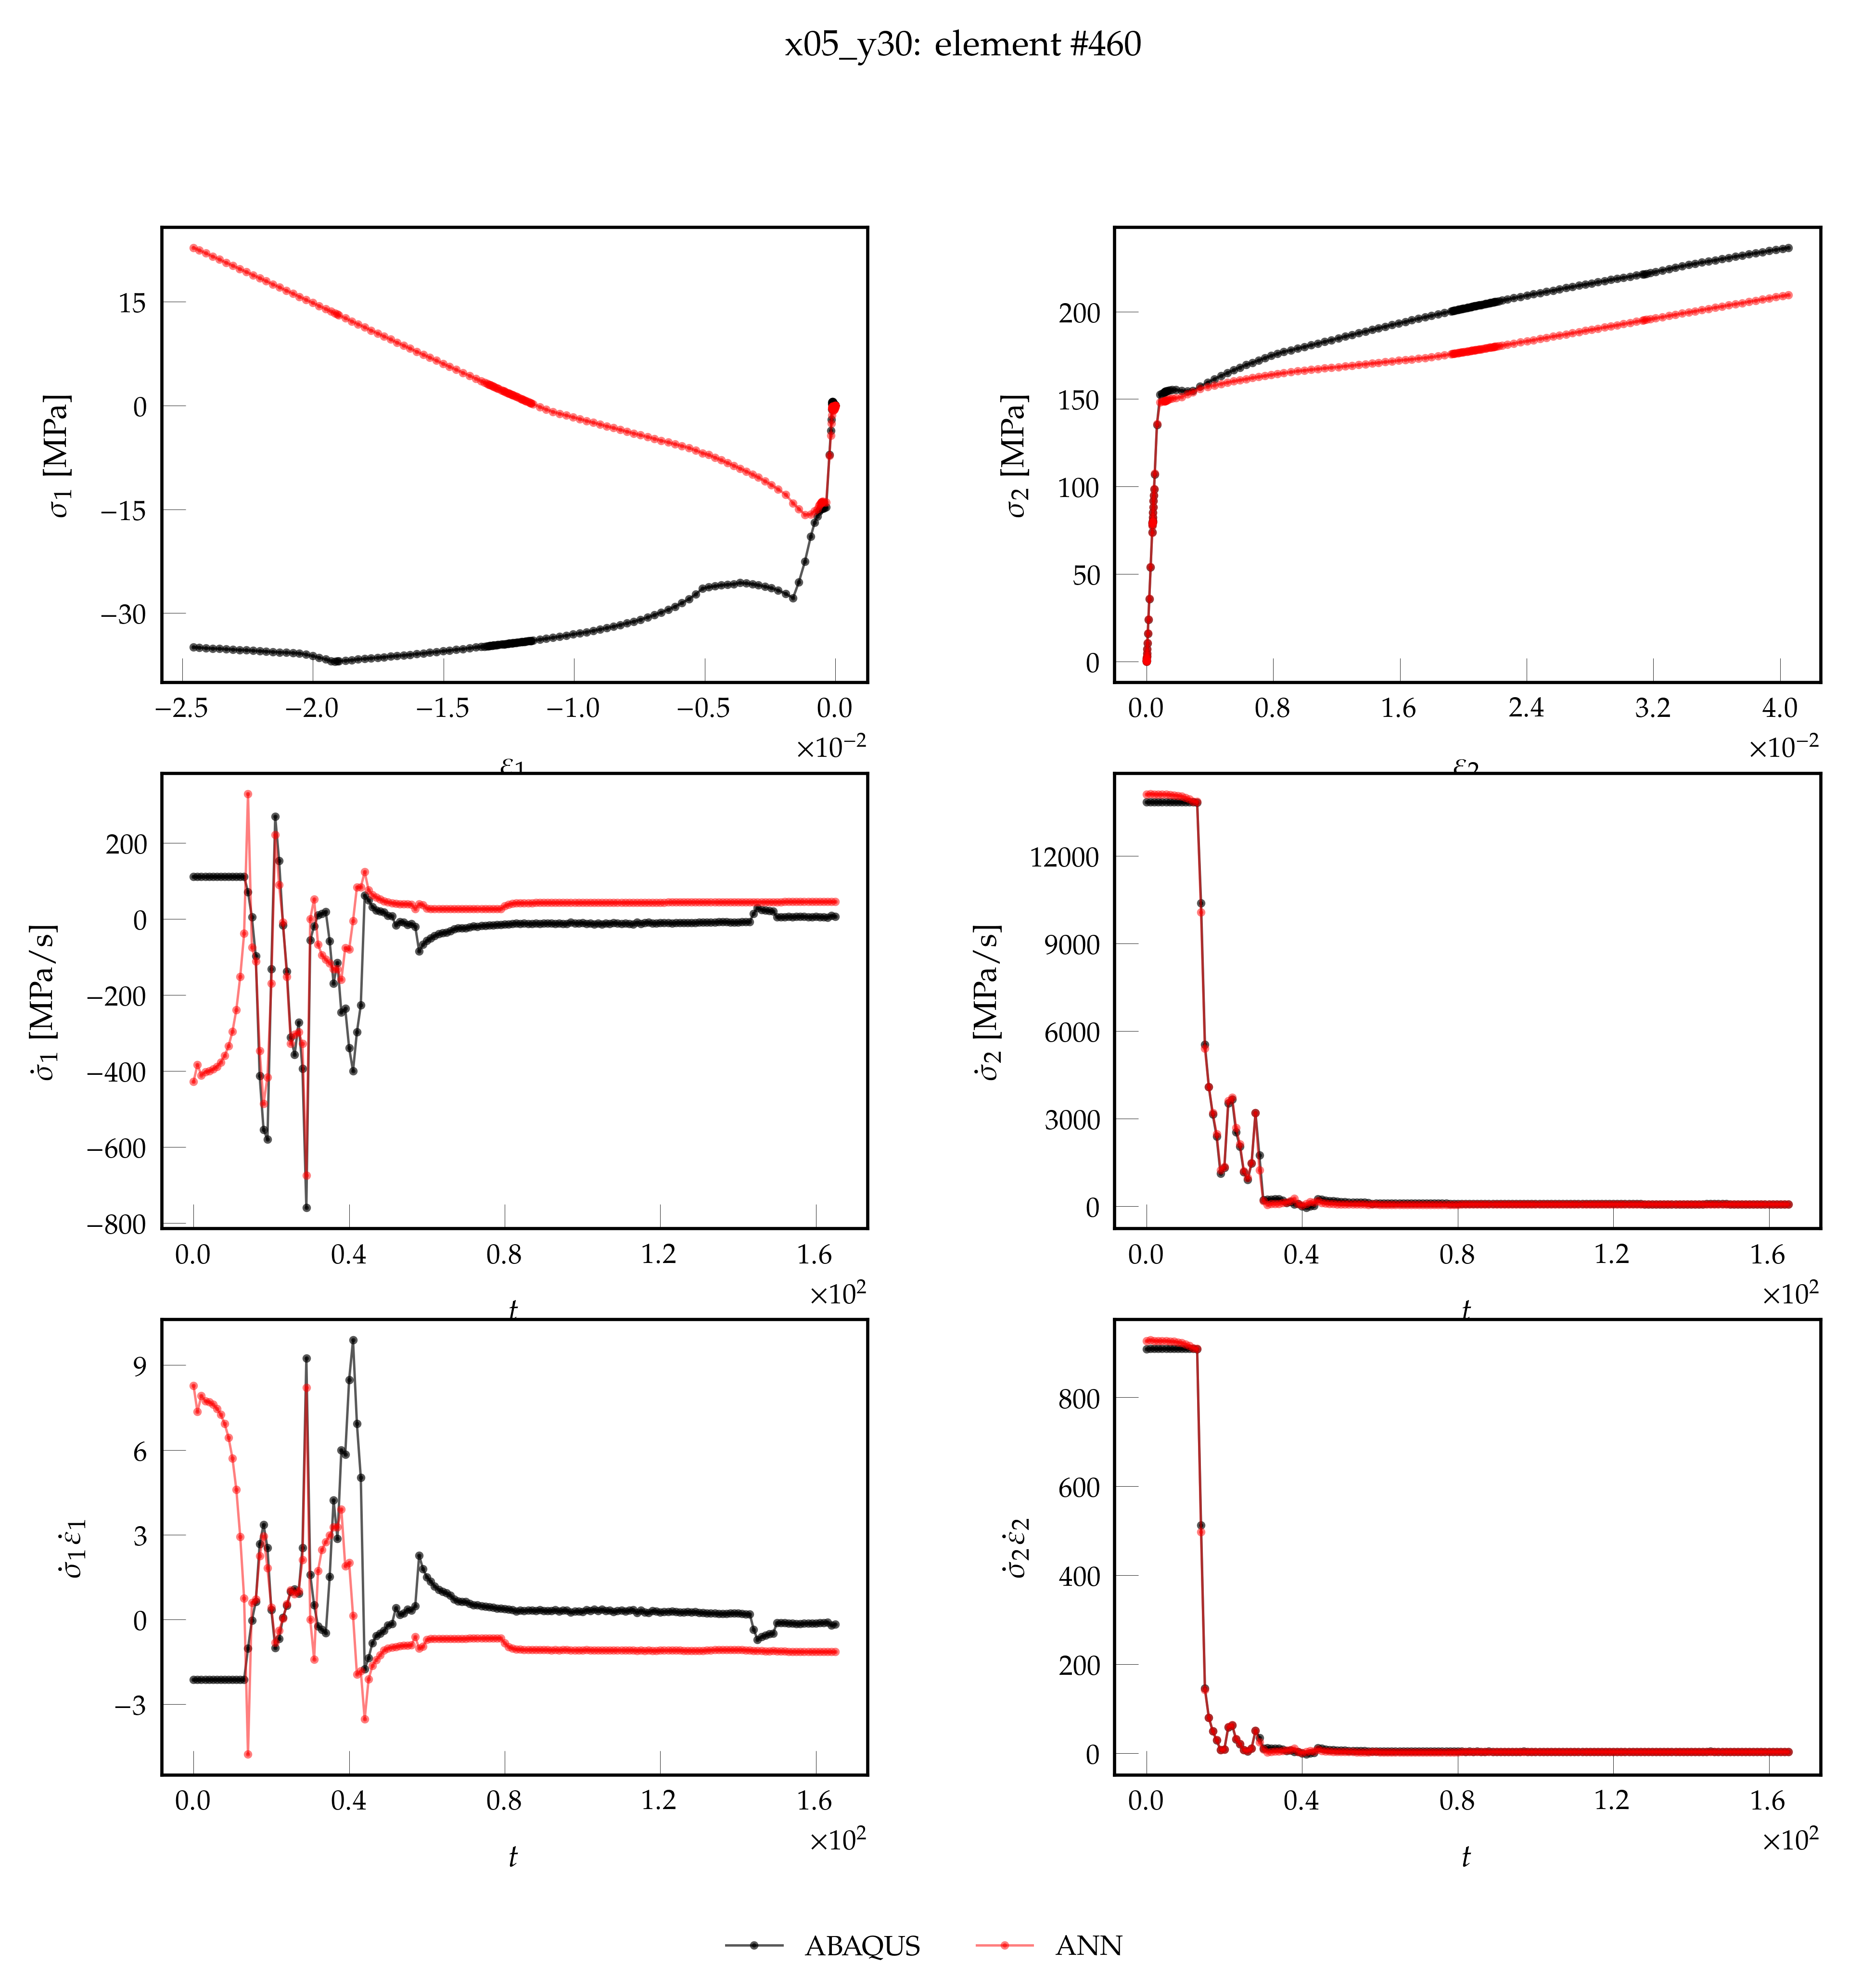 x05_y30: element #460
σ₁ [MPa]
15
0
−15
−30
−2.5 −2.0 −1.5 −1.0 −0.5 0.0
×10⁻²
ε₁
σ₂ [MPa]
200
150
100
50
0
0.0 0.8 1.6 2.4 3.2 4.0
×10⁻²
ε₂
σ̇₁ [MPa/s]
200
0
−200
−400
−600
−800
0.0 0.4 0.8 1.2 1.6
×10²
t
σ̇₂ [MPa/s]
12000
9000
6000
3000
0
0.0 0.4 0.8 1.2 1.6
×10²
t
σ̇₁ε̇₁
9
6
3
0
−3
0.0 0.4 0.8 1.2 1.6
×10²
t
σ̇₂ε̇₂
800
600
400
200
0
0.0 0.4 0.8 1.2 1.6
×10²
t
ABAQUS ANN